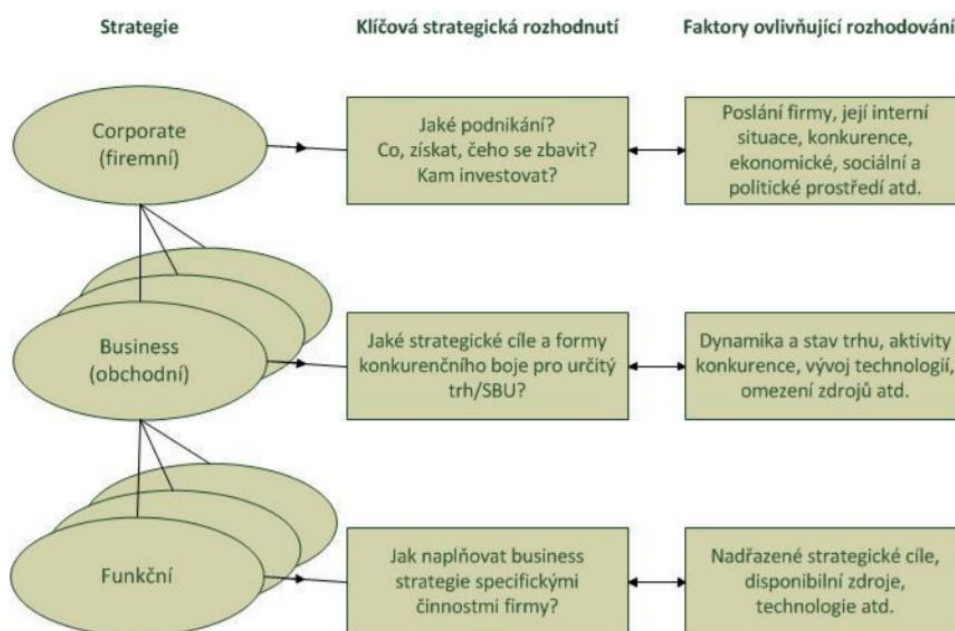 Strategie
Klíčová strategická rozhodnutí
Faktory ovlivňující rozhodování
Corporate
(firemní)
Jaké podnikání?
Co, získat, čeho se zbavit?
Kam investovat?
Poslání firmy, její interní
situace, konkurence,
ekonomické, sociální a
politické prostředí atd.
Business
(obchodní)
Jaké strategické cíle a formy
konkurenčního boje pro určitý
trh/SBU?
Dynamika a stav trhu, aktivity
konkurence, vývoj technologií,
omezení zdrojů atd.
Funkční
Jak naplňovat business
strategie specifickými
činnostmi firmy?
Nadřazené strategické cíle,
disponibilní zdroje,
technologie atd.